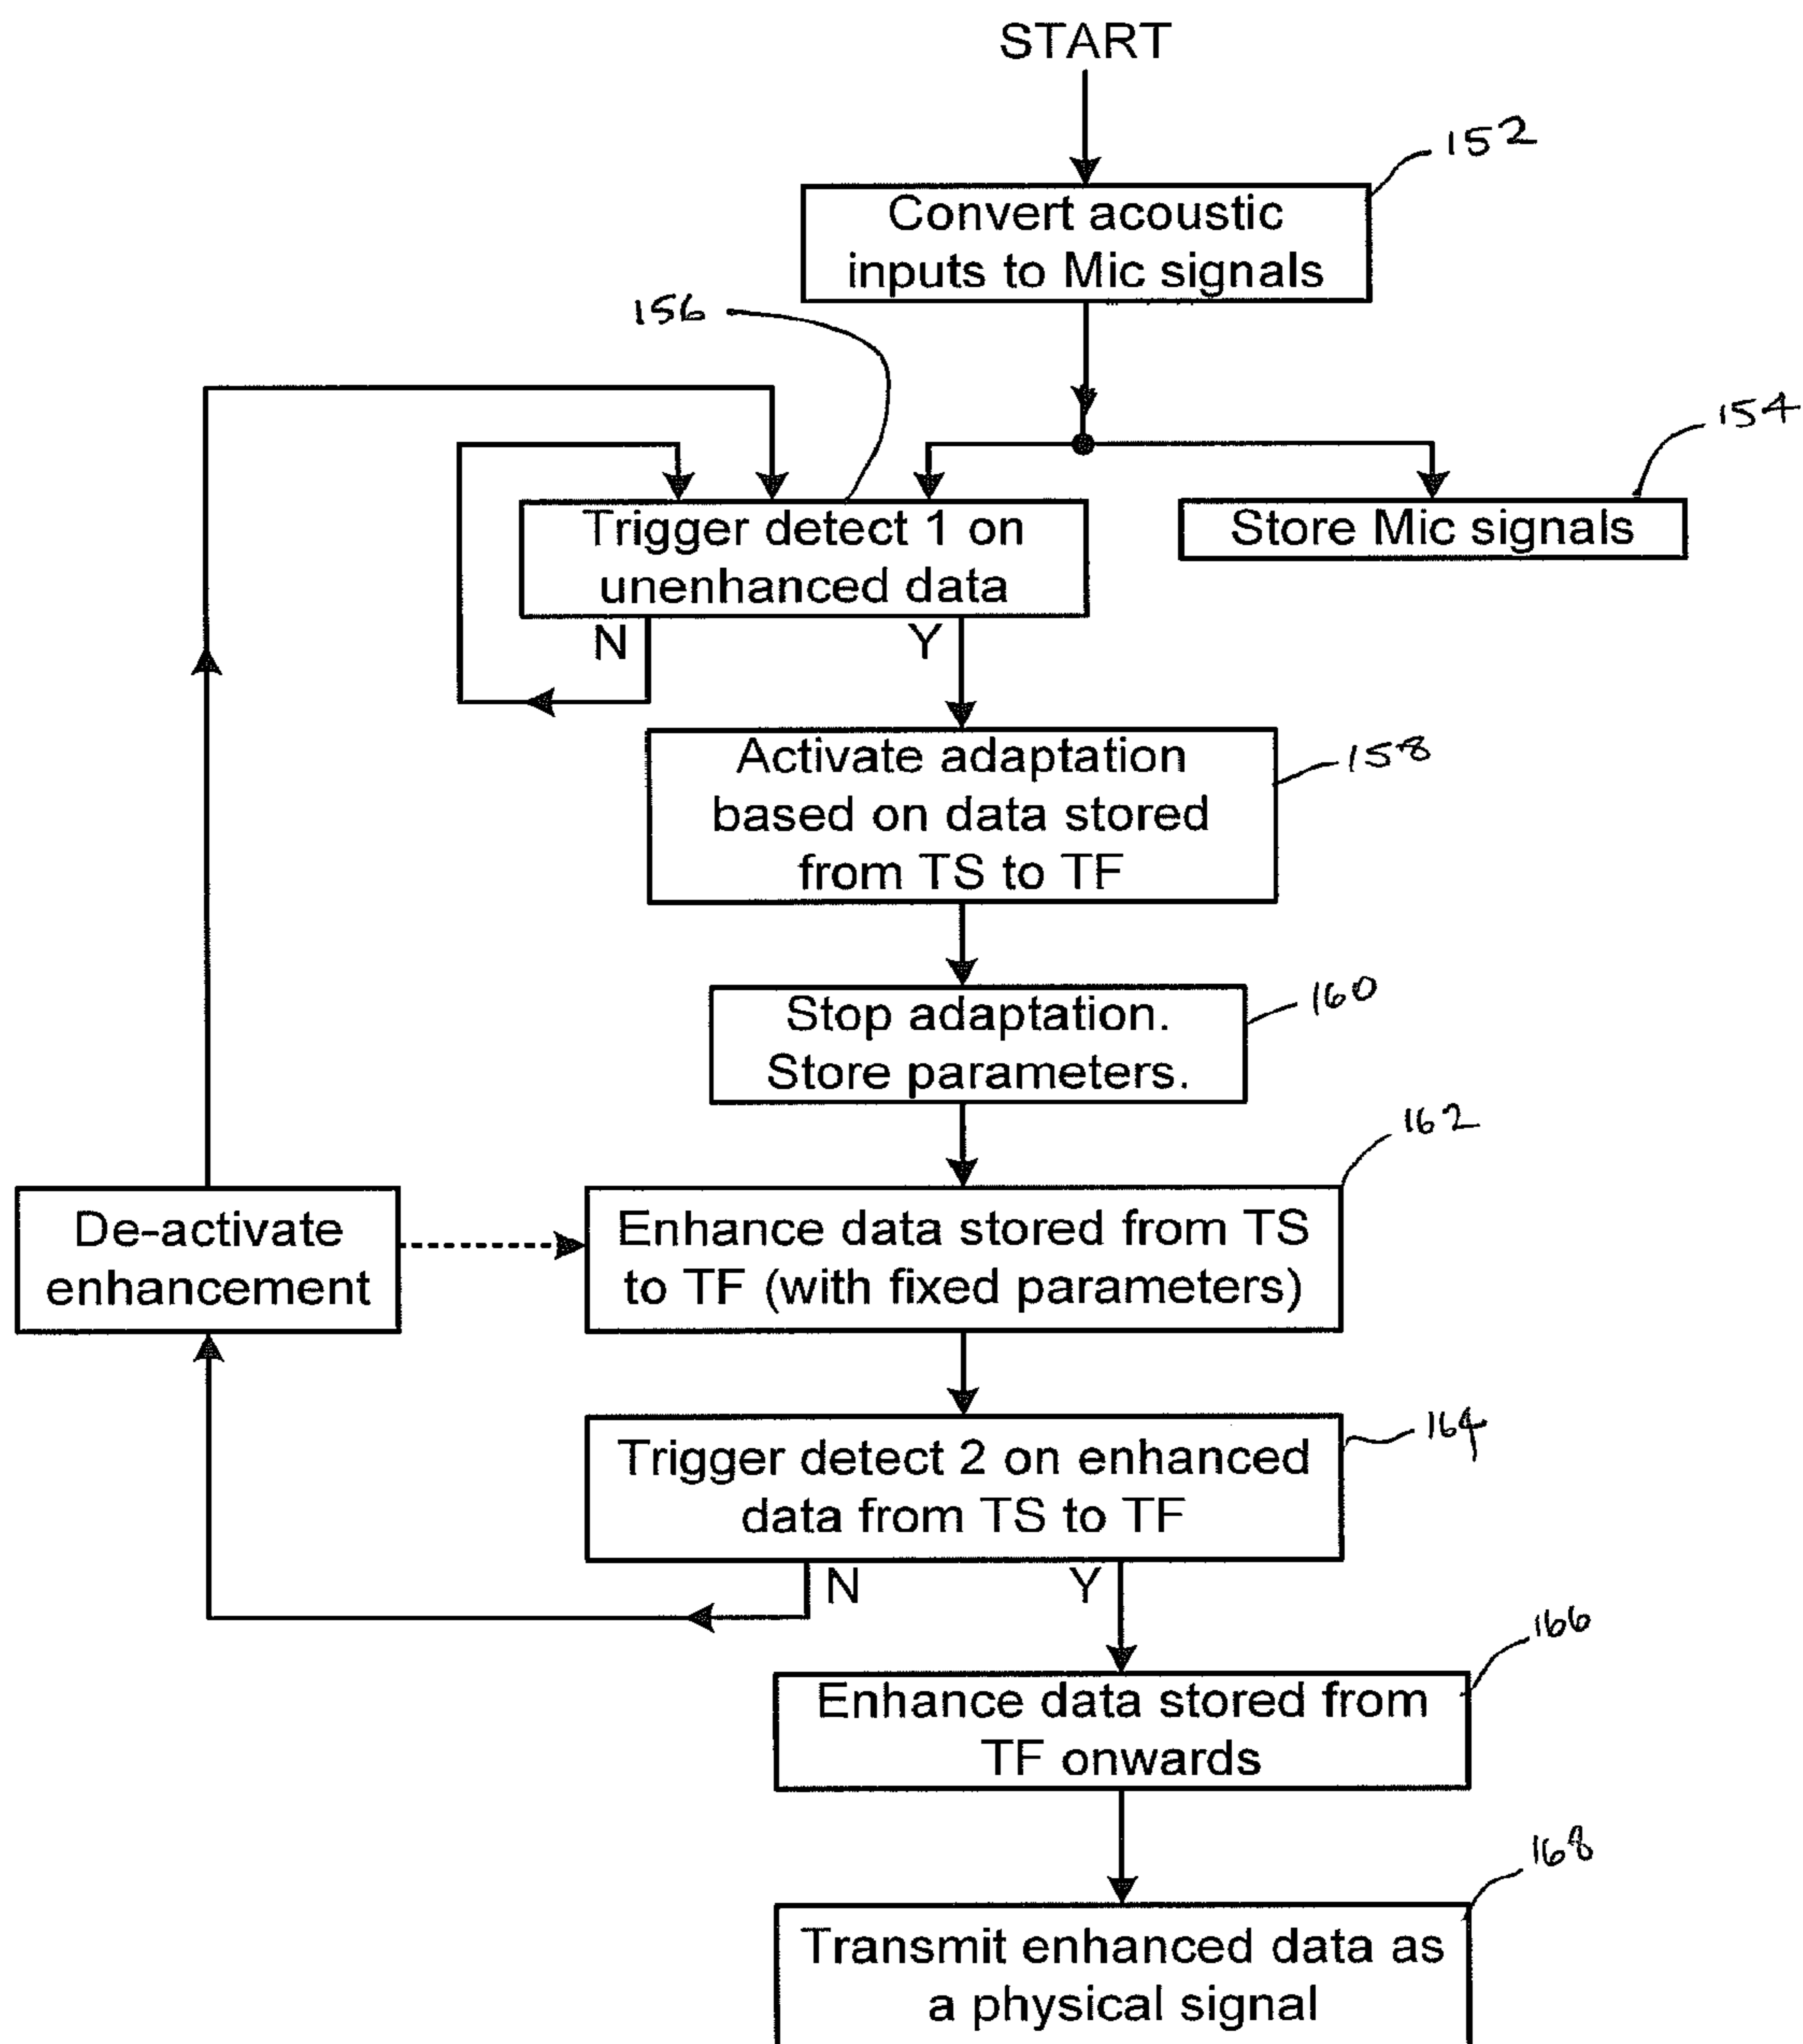 START
152
Convert acoustic
inputs to Mic signals
156
154
Trigger detect 1 on
unenhanced data
Store Mic signals
N
Y
Activate adaptation
based on data stored
from TS to TF
158
Stop adaptation.
Store parameters.
160
162
De-activate
enhancement
Enhance data stored from TS
to TF (with fixed parameters)
Trigger detect 2 on enhanced
data from TS to TF
164
N
Y
166
Enhance data stored from
TF onwards
168
Transmit enhanced data as
a physical signal